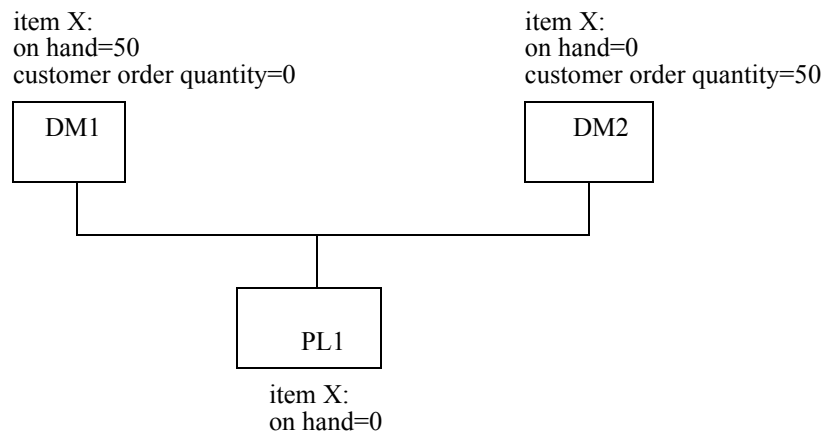 item X:
on hand=50
customer order quantity=0
item X:
on hand=0
customer order quantity=50
DM1
DM2
PL1
item X:
on hand=0